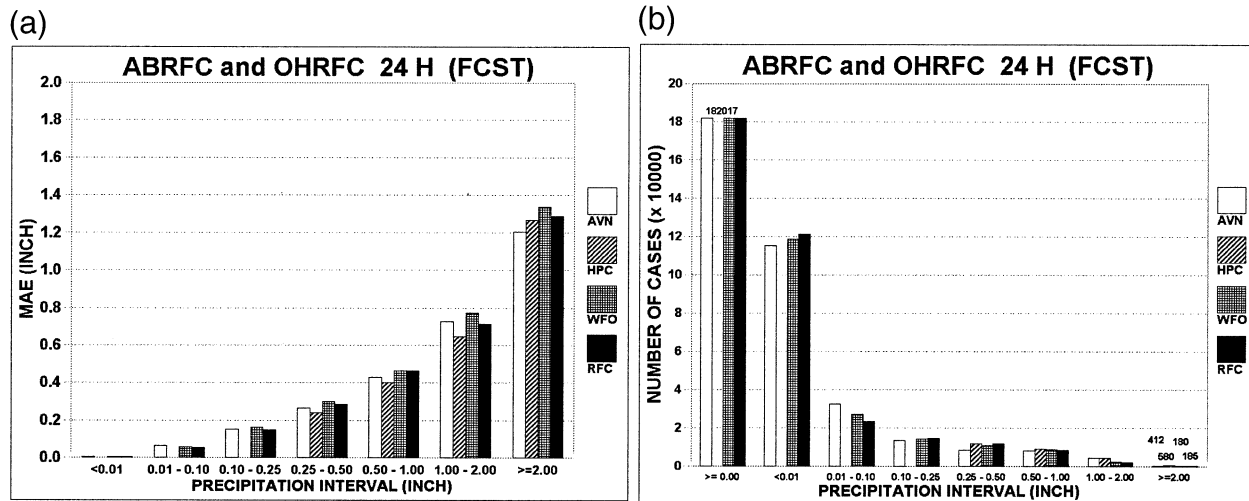 (a)
ABRFC and OHRFC 24 H (FCST)
MAE (INCH)
2.0
1.8
1.6
1.4
1.2
1.0
0.8
0.6
0.4
0.2
0.0
<0.01 0.01 - 0.10 0.10 - 0.25 0.25 - 0.50 0.50 - 1.00 1.00 - 2.00 >=2.00
PRECIPITATION INTERVAL (INCH)
AVN
HPC
WFO
RFC
(b)
ABRFC and OHRFC 24 H (FCST)
NUMBER OF CASES (x 10000)
20
18
16
14
12
10
8
6
4
2
0
182017
412 180
580 185
>= 0.00 <0.01 0.01 - 0.10 0.10 - 0.25 0.25 - 0.50 0.50 - 1.00 1.00 - 2.00 >=2.00
PRECIPITATION INTERVAL (INCH)
AVN
HPC
WFO
RFC